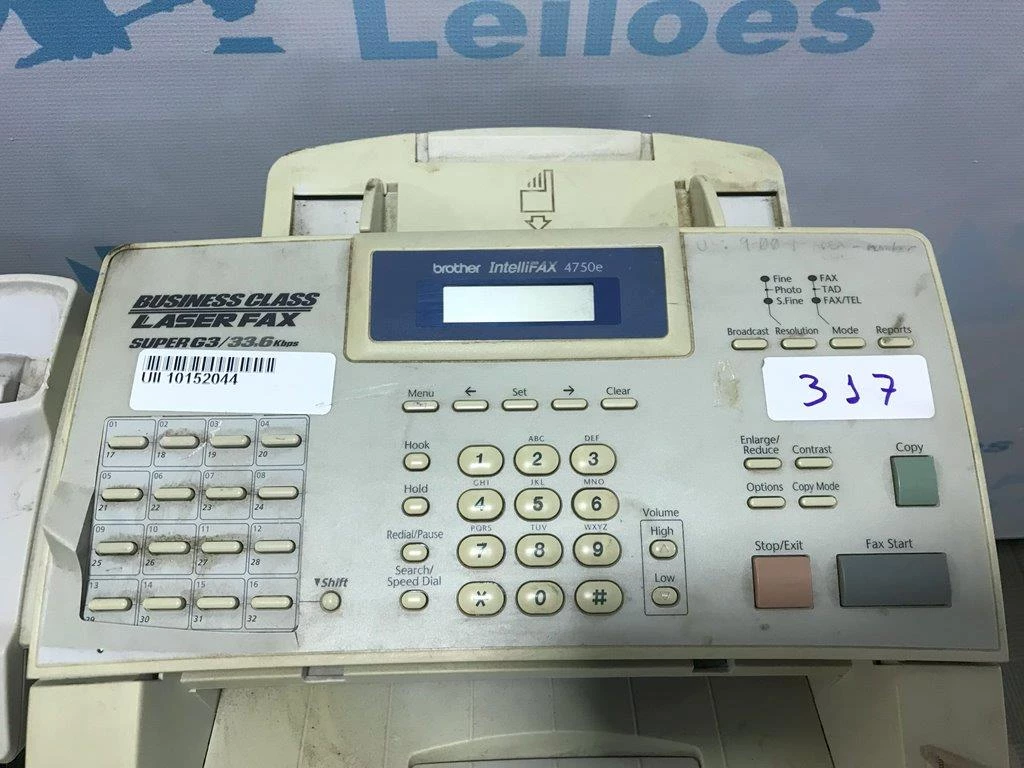 Leilões
brother IntelliFAX 4750e
BUSINESS CLASS
LASER FAX
SUPER G3/33.6 Kbps
UII 10152044
Fine FAX
Photo TAD
S.Fine FAX/TEL
Broadcast Resolution Mode Reports
317
Menu ← Set → Clear
01 02 03 04
17 18 19 20
05 06 07 08
21 22 23 24
09 10 11 12
25 26 27 28
13 14 15 16
29 30 31 32
▼Shift
Hook
Hold
Redial/Pause
Search/
Speed Dial
ABC DEF
1 2 3
GHI JKL MNO
4 5 6
PQRS TUV WXYZ
7 8 9
* 0 #
Volume
High
Low
Enlarge/
Reduce Contrast
Options Copy Mode
Copy
Stop/Exit Fax Start